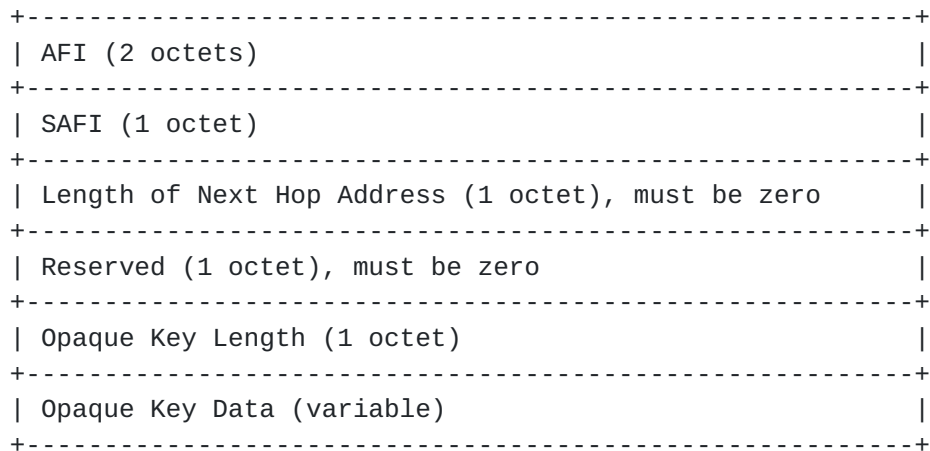 +---------------------------------------------------------+
| AFI (2 octets)                                          |
+---------------------------------------------------------+
| SAFI (1 octet)                                          |
+---------------------------------------------------------+
| Length of Next Hop Address (1 octet), must be zero      |
+---------------------------------------------------------+
| Reserved (1 octet), must be zero                        |
+---------------------------------------------------------+
| Opaque Key Length (1 octet)                             |
+---------------------------------------------------------+
| Opaque Key Data (variable)                              |
+---------------------------------------------------------+